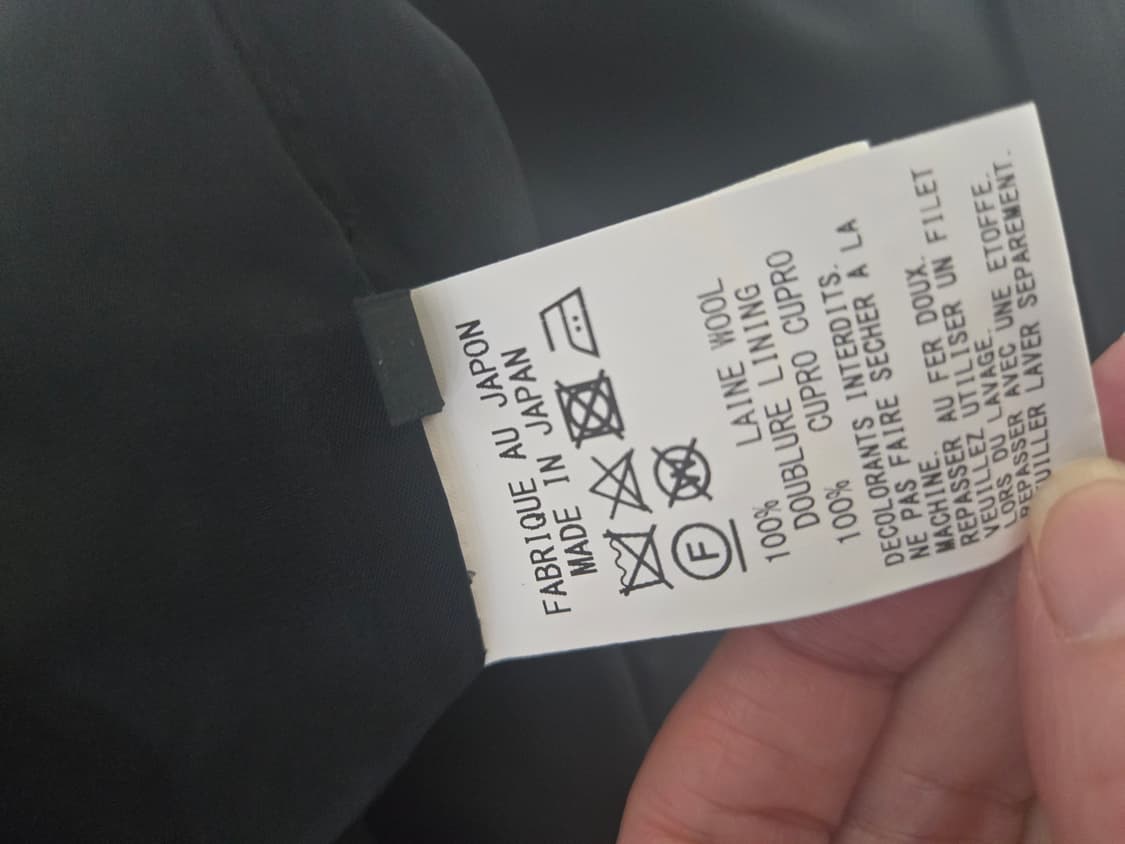 FABRIQUE AU JAPON
MADE IN JAPAN
F W
100% LAINE WOOL
DOUBLURE LINING
100% CUPRO CUPRO
DECOLORANTS INTERDITS.
NE PAS FAIRE SECHER A LA
MACHINE.
REPASSER AU FER DOUX.
VEUILLEZ UTILISER UN FILET
LORS DU LAVAGE.
REPASSER AVEC UNE ETOFFE.
LAVER SEPAREMENT.